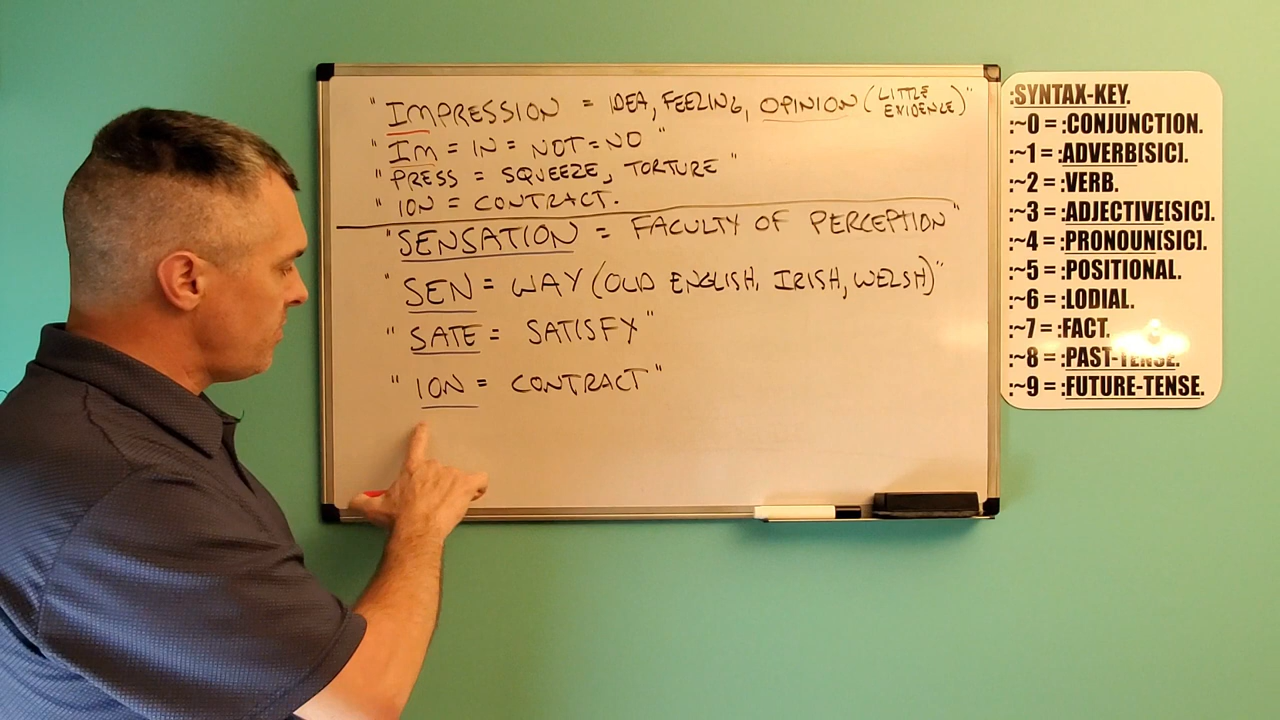 " IMPRESSION = IDEA, FEELING, OPINION (LITTLE EVIDENCE)"
" IM = IN = NOT = NO "
" PRESS = SQUEEZE, TORTURE "
" ION = CONTRACT.
" SENSATION = FACULTY OF PERCEPTION"
" SEN = WAY (OLD ENGLISH, IRISH, WELSH)"
" SATE = SATISFY "
" ION = CONTRACT "
:SYNTAX-KEY.
:~0 = :CONJUNCTION.
:~1 = :ADVERB[SIC].
:~2 = :VERB.
:~3 = :ADJECTIVE[SIC].
:~4 = :PRONOUN[SIC].
:~5 = :POSITIONAL.
:~6 = :LODIAL.
:~7 = :FACT.
:~8 = :PAST-TENSE.
:~9 = :FUTURE-TENSE.